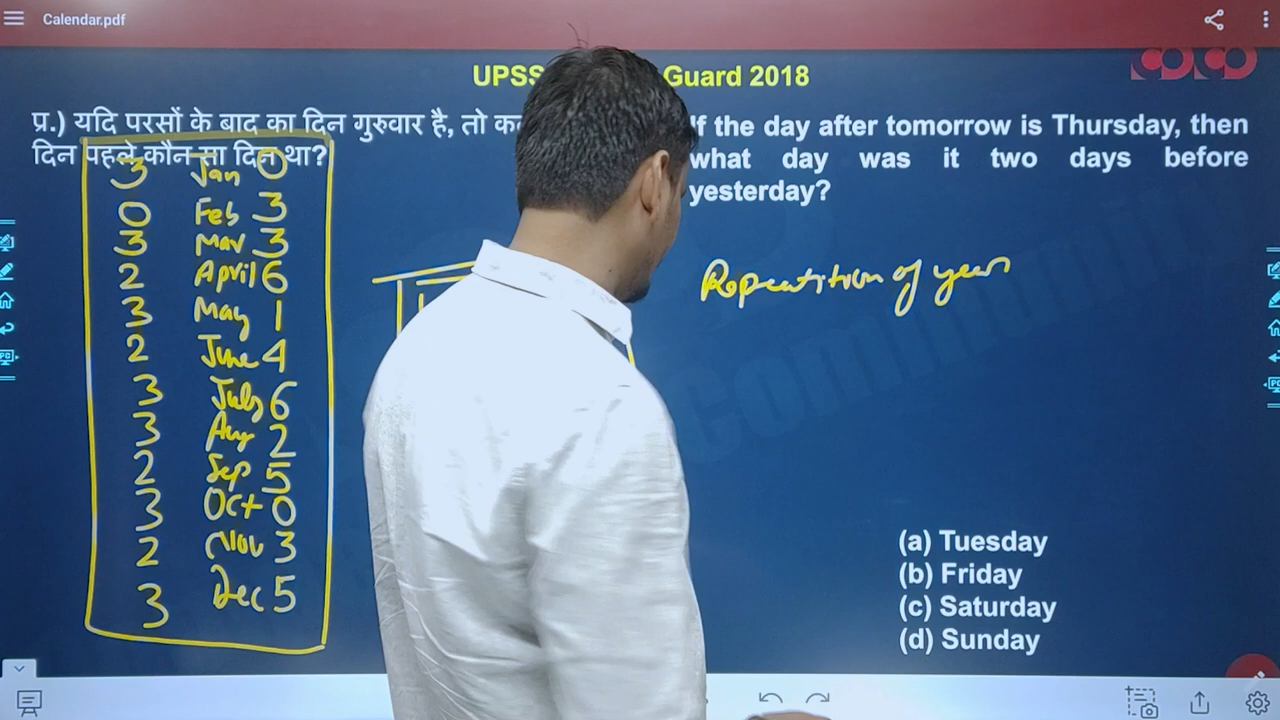 Calendar.pdf
UPSS Guard 2018
प्र.) यदि परसों के बाद का दिन गुरुवार है, तो
दिन पहले कौन सा दिन था?
If the day after tomorrow is Thursday, then
what day was it two days before
yesterday?
3 Jan 0
0 Feb 3
3 Mar 3
2 April 6
3 May 1
2 June 4
3 July 6
3 Aug 2
2 Sep 5
3 Oct 0
2 Nov 3
3 Dec 5
Repeatition of year
Community
(a) Tuesday
(b) Friday
(c) Saturday
(d) Sunday